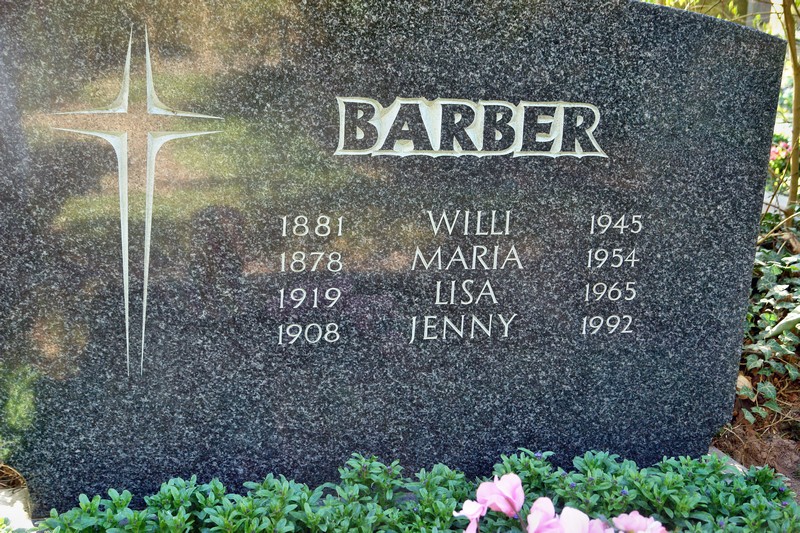 BARBER
1881 WILLI 1945
1878 MARIA 1954
1919 LISA 1965
1908 JENNY 1992